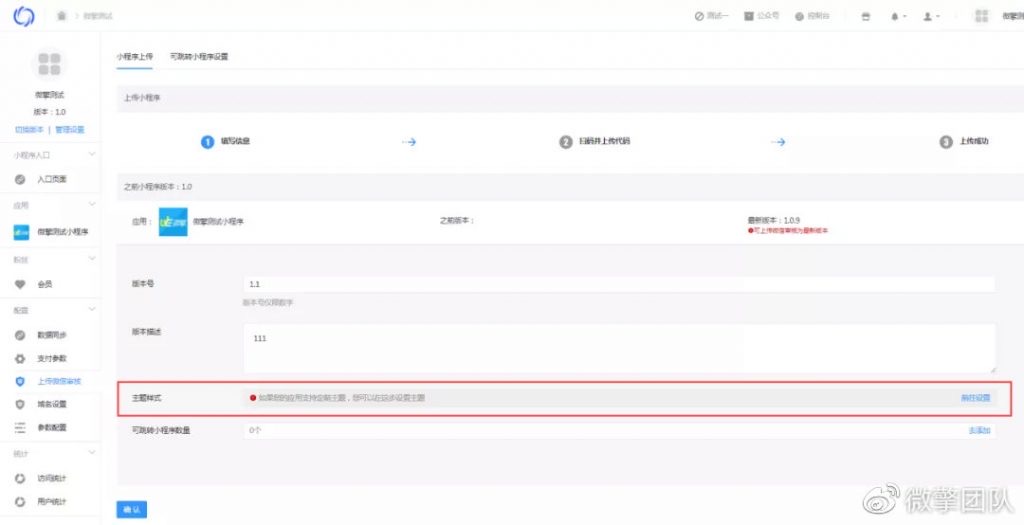 微擎测试
测试一
公众号
控制台
微擎测试
版本：1.0
切换版本 | 管理设置
小程序入口
入口页面
应用
微擎测试小程序
粉丝
会员
配置
数据同步
支付参数
上传微信审核
域名设置
参数配置
统计
访问统计
用户统计
小程序上传
可跳转小程序设置
上传小程序
1 填写信息
2 扫码并上传代码
3 上传成功
之前小程序版本：1.0
应用：
微擎测试小程序
之前版本：
最新版本：1.0.9
可上传微信审核为最新版本
版本号
1.1
版本号仅限数字
版本描述
111
主题样式
如果您的应用支持定制主题，您可以在这步设置主题
前往设置
可跳转小程序数量
0个
去添加
确认
微擎团队